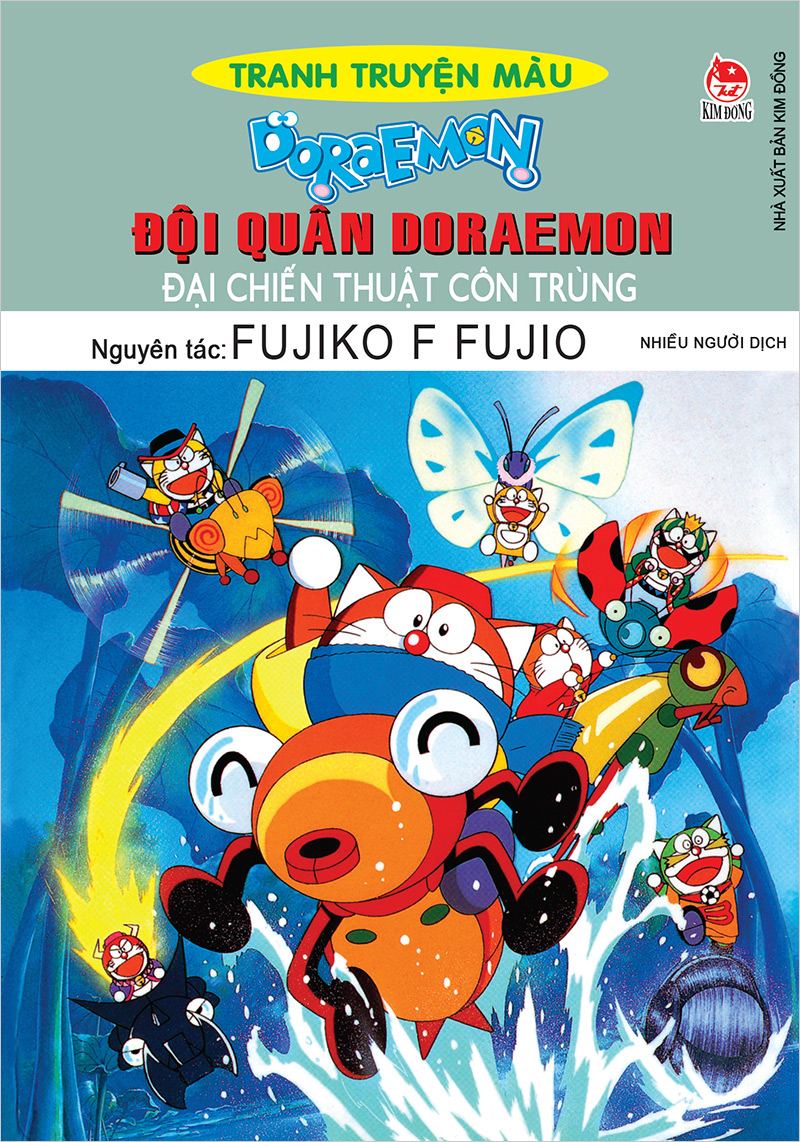 TRANH TRUYỆN MÀU
kđ
KIM ĐỒNG
NHÀ XUẤT BẢN KIM ĐỒNG
DORAEMON
ĐỘI QUÂN DORAEMON
ĐẠI CHIẾN THUẬT CÔN TRÙNG
Nguyên tác: FUJIKO F FUJIO
NHIỀU NGƯỜI DỊCH